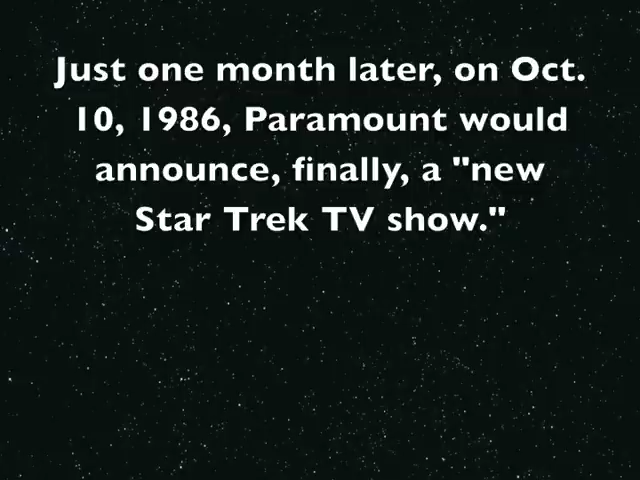 Just one month later, on Oct.
10, 1986, Paramount would
announce, finally, a "new
Star Trek TV show."